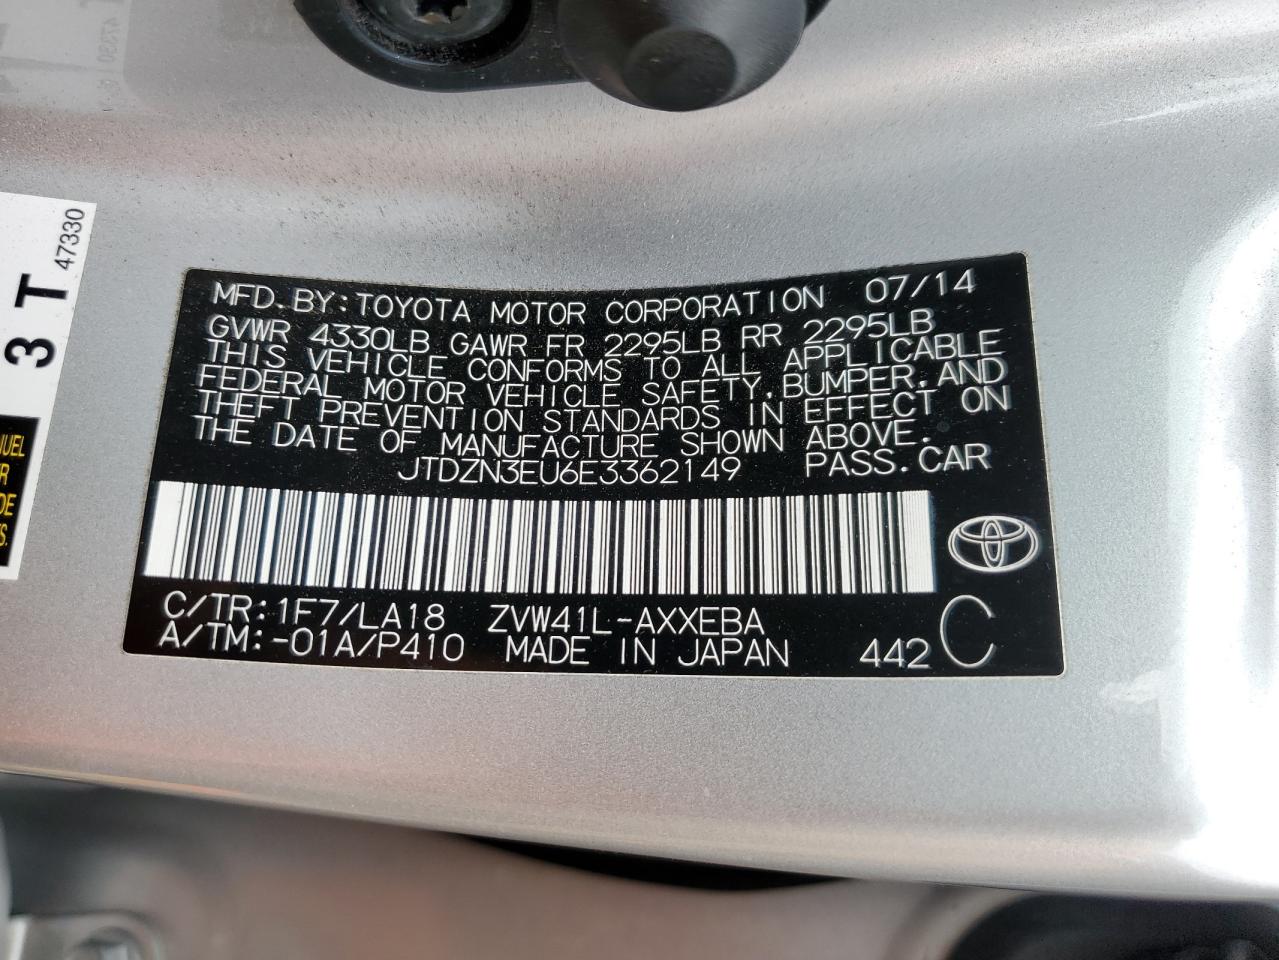 MFD.BY:TOYOTA MOTOR CORPORATION 07/14
GVWR 4330LB GAWR FR 2295LB RR 2295LB
THIS VEHICLE CONFORMS TO ALL APPLICABLE
FEDERAL MOTOR VEHICLE SAFETY,BUMPER,AND
THEFT PREVENTION STANDARDS IN EFFECT ON
THE DATE OF MANUFACTURE SHOWN ABOVE.
JTDZN3EU6E3362149 PASS.CAR
C/TR:1F7/LA18 ZVW41L-AXXEBA
A/TM:-01A/P410 MADE IN JAPAN 442 C
3 T 47330
NUEL